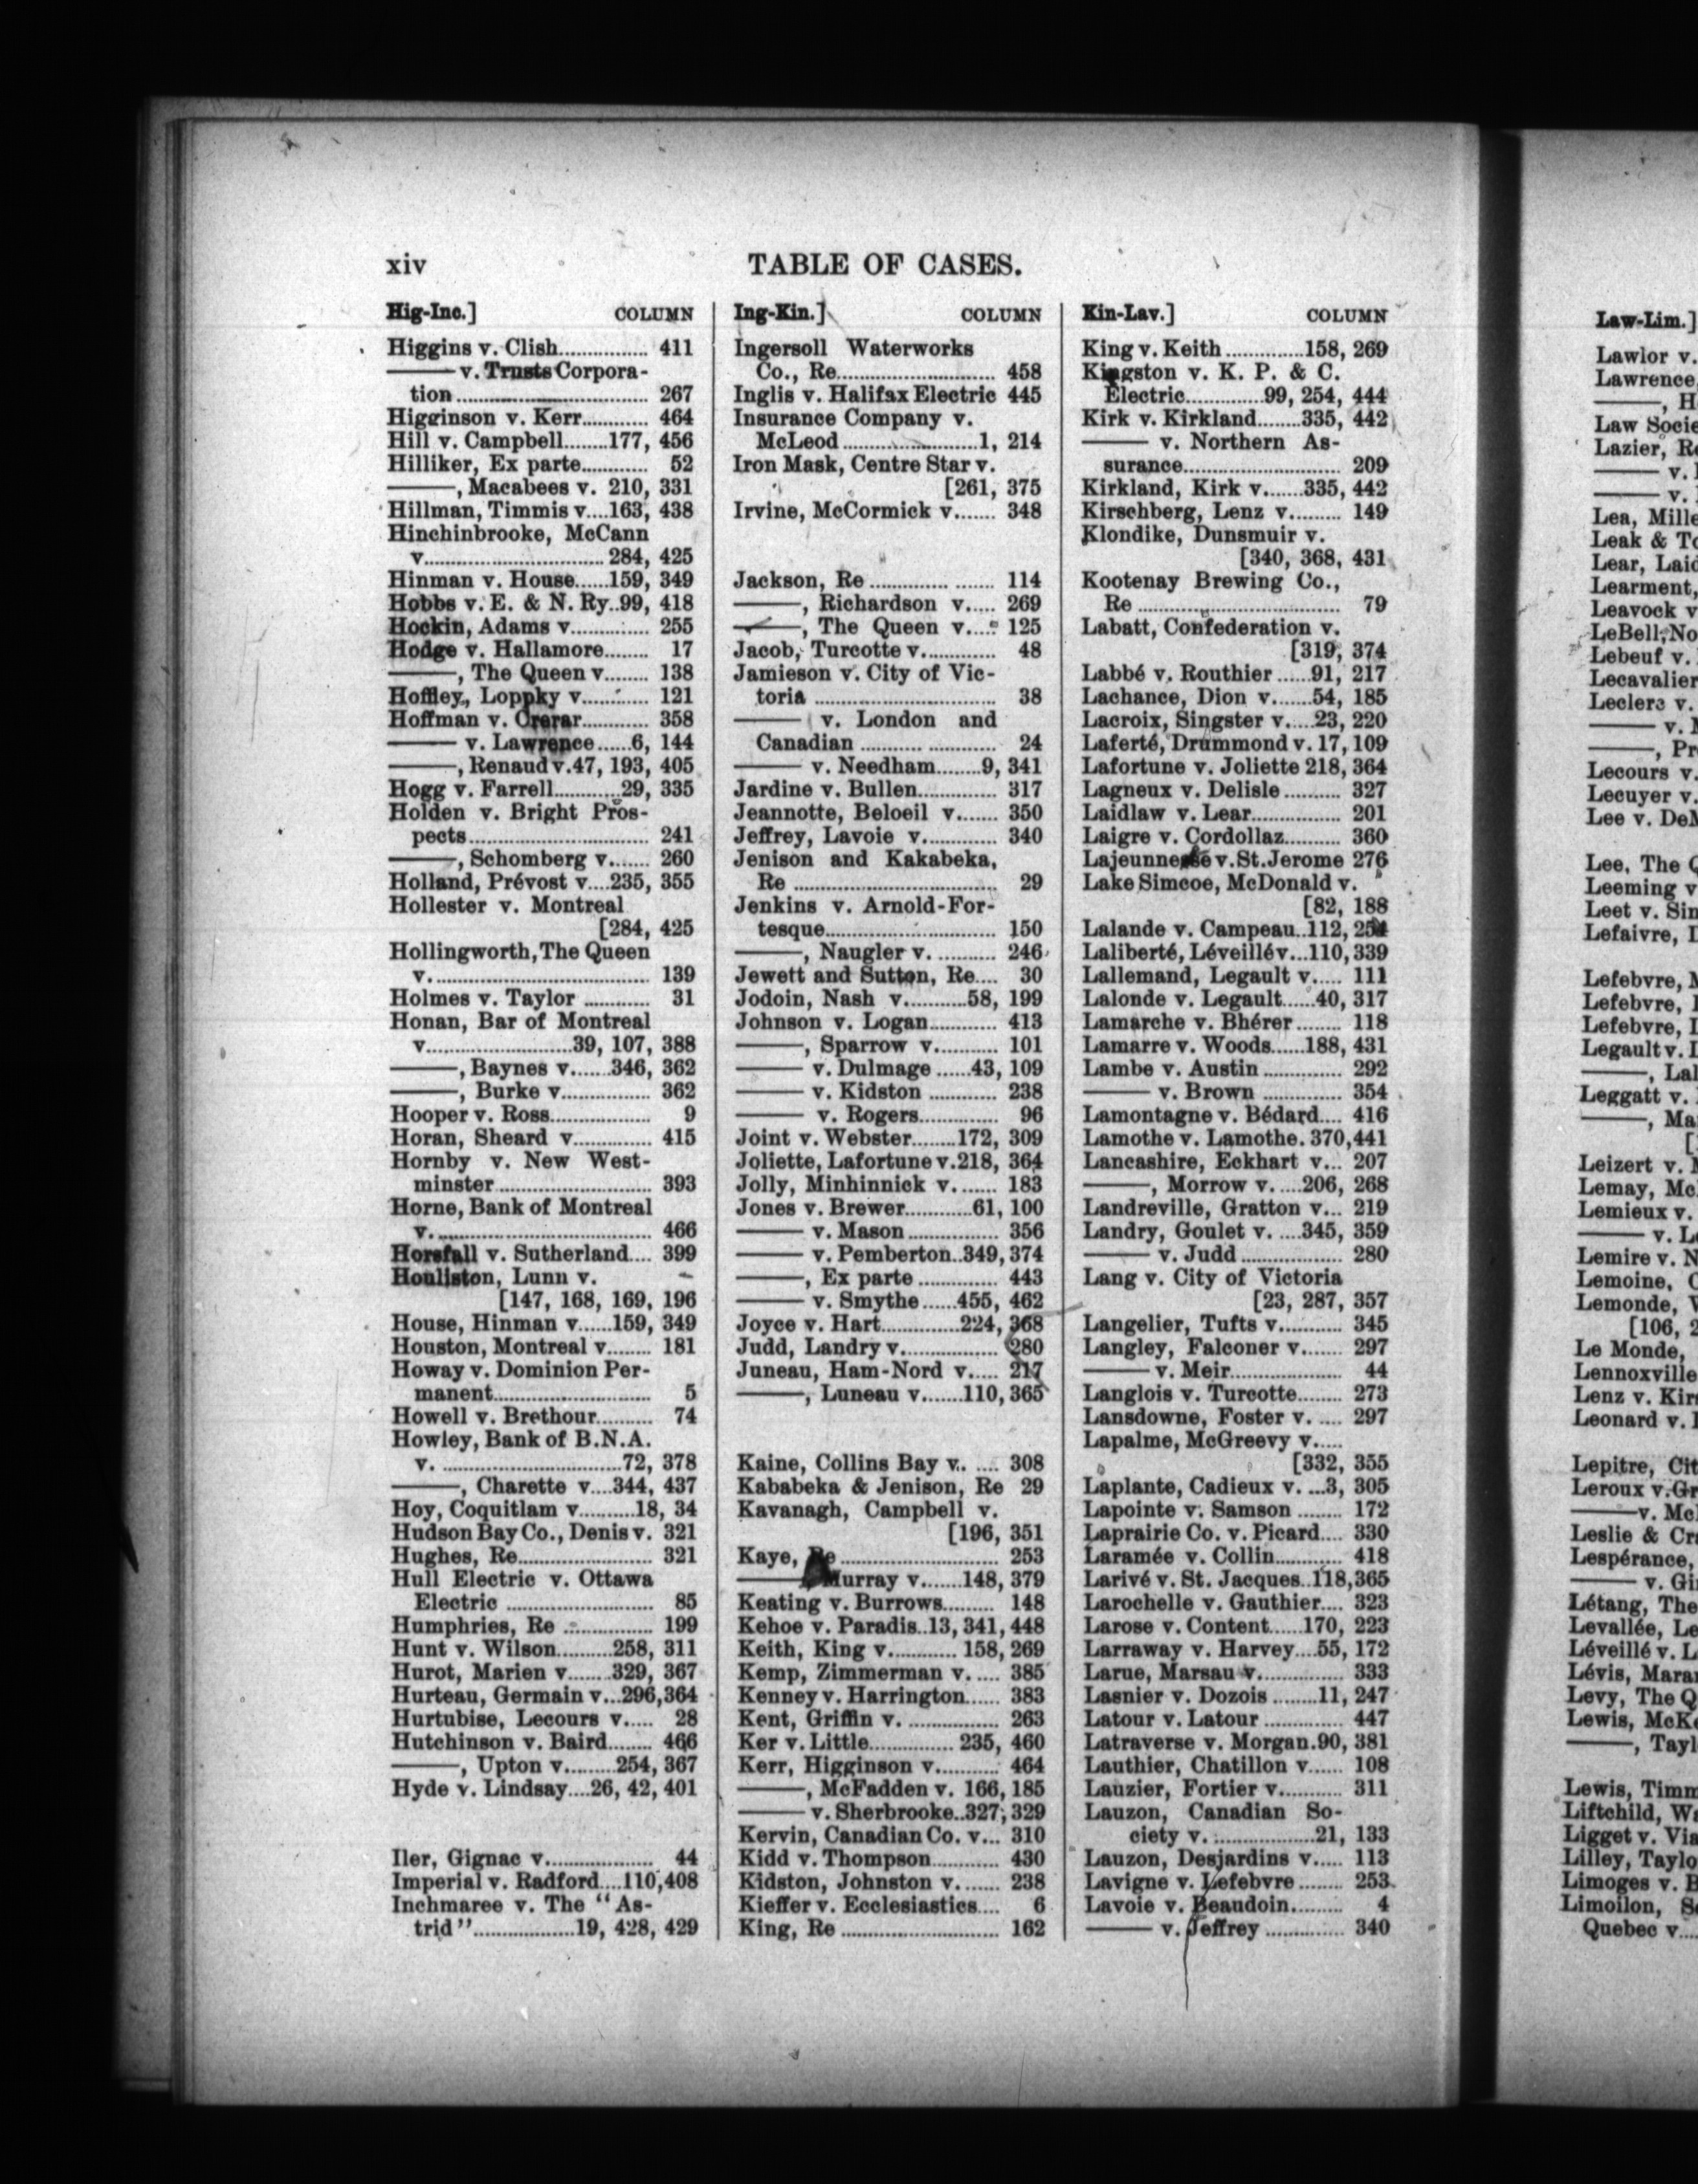 xiv
TABLE OF CASES.
Hig-Inc.] COLUMN
Higgins v. Clish................ 411
——— v. Trusts Corpora-
tion .................................. 267
Higginson v. Kerr............ 464
Hill v. Campbell........177, 456
Hilliker, Ex parte............ 52
———, Macabees v. 210, 331
Hillman, Timmis v....163, 438
Hinchinbrooke, McCann
v................................ 284, 425
Hinman v. House......159, 349
Hobbs v. E. & N. Ry..99, 418
Hockin, Adams v.............. 255
Hodge v. Hallamore........ 17
———, The Queen v........ 138
Hoffley, Loppky v............ 121
Hoffman v. Crerar............ 358
——— v. Lawrence......6, 144
———, Renaud v.47, 193, 405
Hogg v. Farrell............29, 335
Holden v. Bright Pros-
pects................................ 241
———, Schomberg v....... 260
Holland, Prévost v....235, 355
Hollester v. Montreal
[284, 425
Hollingworth, The Queen
v....................................... 139
Holmes v. Taylor ............ 31
Honan, Bar of Montreal
v..........................39, 107, 388
———, Baynes v.......346, 362
———, Burke v................ 362
Hooper v. Ross.................. 9
Horan, Sheard v.............. 415
Hornby v. New West-
minster............................ 393
Horne, Bank of Montreal
v....................................... 466
Horsfall v. Sutherland.... 399
Houliston, Lunn v.
[147, 168, 169, 196
House, Hinman v......159, 349
Houston, Montreal v........ 181
Howay v. Dominion Per-
manent............................ 5
Howell v. Brethour.......... 74
Howley, Bank of B.N.A.
v. ................................72, 378
———, Charette v....344, 437
Hoy, Coquitlam v..........18, 34
Hudson Bay Co., Denis v. 321
Hughes, Re........................ 321
Hull Electric v. Ottawa
Electric .......................... 85
Humphries, Re ................ 199
Hunt v. Wilson..........258, 311
Hurot, Marien v........329, 367
Hurteau, Germain v...296,364
Hurtubise, Lecours v..... 28
Hutchinson v. Baird........ 466
———, Upton v.........254, 367
Hyde v. Lindsay....26, 42, 401
Iler, Gignac v................... 44
Imperial v. Radford....110,408
Inchmaree v. The "As-
trid"..................19, 428, 429
Ing-Kin.] COLUMN
Ingersoll Waterworks
Co., Re............................ 458
Inglis v. Halifax Electric 445
Insurance Company v.
McLeod ........................1, 214
Iron Mask, Centre Star v.
[261, 375
Irvine, McCormick v....... 348
Jackson, Re ..................... 114
———, Richardson v..... 269
———, The Queen v.... 125
Jacob, Turcotte v............ 48
Jamieson v. City of Vic-
toria ................................ 38
——— v. London and
Canadian ........................ 24
——— v. Needham........9, 341
Jardine v. Bullen.............. 317
Jeannotte, Beloeil v....... 350
Jeffrey, Lavoie v............ 340
Jenison and Kakabeka,
Re .................................... 29
Jenkins v. Arnold-For-
tesque.............................. 150
———, Naugler v........... 246
Jewett and Sutton, Re.... 30
Jodoin, Nash v...........58, 199
Johnson v. Logan............ 413
———, Sparrow v........... 101
——— v. Dulmage ......43, 109
——— v. Kidston ............ 238
——— v. Rogers.............. 96
Joint v. Webster........172, 309
Joliette, Lafortune v.218, 364
Jolly, Minhinnick v. ...... 183
Jones v. Brewer............61, 100
——— v. Mason................ 356
——— v. Pemberton..349,374
———, Ex parte .............. 443
——— v. Smythe......455, 462
Joyce v. Hart..............224, 368
Judd, Landry v................. 280
Juneau, Ham-Nord v..... 217
———, Luneau v.......110, 365
Kaine, Collins Bay v.. .... 308
Kababeka & Jenison, Re 29
Kavanagh, Campbell v.
[196, 351
Kaye, Re ............................ 253
——— Murray v.......148, 379
Keating v. Burrows......... 148
Kehoe v. Paradis..13, 341, 448
Keith, King v............ 158, 269
Kemp, Zimmerman v. .... 385
Kenney v. Harrington...... 383
Kent, Griffin v. ................ 263
Ker v. Little............... 235, 460
Kerr, Higginson v........... 464
———, McFadden v. 166, 185
——— v. Sherbrooke..327, 329
Kervin, Canadian Co. v... 310
Kidd v. Thompson............ 430
Kidston, Johnston v. ...... 238
Kieffer v. Ecclesiastics.... 6
King, Re ............................ 162
Kin-Lav.] COLUMN
King v. Keith ..............158, 269
Kingston v. K. P. & C.
Electric..............99, 254, 444
Kirk v. Kirkland........335, 442
——— v. Northern As-
surance............................ 209
Kirkland, Kirk v.......335, 442
Kirschberg, Lenz v......... 149
Klondike, Dunsmuir v.
[340, 368, 431
Kootenay Brewing Co.,
Re .................................... 79
Labatt, Confederation v.
[319, 374
Labbé v. Routhier ......91, 217
Lachance, Dion v.......54, 185
Lacroix, Singster v.....23, 220
Laferté, Drummond v. 17, 109
Lafortune v. Joliette 218, 364
Lagneux v. Delisle .......... 327
Laidlaw v. Lear................ 201
Laigre v. Cordollaz.......... 360
Lajeunnesse v. St. Jerome 276
Lake Simcoe, McDonald v.
[82, 188
Lalande v. Campeau..112, 254
Laliberté, Léveillé v...110,339
Lallemand, Legault v..... 111
Lalonde v. Legault......40, 317
Lamarche v. Bhérer ........ 118
Lamarre v. Woods......188, 431
Lambe v. Austin .............. 292
——— v. Brown .............. 354
Lamontagne v. Bédard.... 416
Lamothe v. Lamothe. 370,441
Lancashire, Eckhart v... 207
———, Morrow v. ....206, 268
Landreville, Gratton v... 219
Landry, Goulet v. ....345, 359
——— v. Judd .................. 280
Lang v. City of Victoria
[23, 287, 357
Langelier, Tufts v........... 345
Langley, Falconer v....... 297
——— v. Meir.................... 44
Langlois v. Turcotte........ 273
Lansdowne, Foster v. .... 297
Lapalme, McGreevy v.....
[332, 355
Laplante, Cadieux v. ...3, 305
Lapointe v. Samson ........ 172
Laprairie Co. v. Picard.... 330
Laramée v. Collin............ 418
Larivé v. St. Jacques..118,365
Larochelle v. Gauthier.... 323
Larose v. Content......170, 223
Larraway v. Harvey....55, 172
Larue, Marsau v............... 333
Lasnier v. Dozois ........11, 247
Latour v. Latour .............. 447
Latraverse v. Morgan.90, 381
Lauthier, Chatillon v...... 108
Lauzier, Fortier v........... 311
Lauzon, Canadian So-
ciety v. ...................21, 133
Lauzon, Desjardins v..... 113
Lavigne v. Lefebvre ........ 253
Lavoie v. Beaudoin......... 4
——— v. Jeffrey .............. 340
Law-Lim.]
Lawlor v.
Lawrence,
———, H
Law Socie
Lazier, Re
——— v.
——— v.
Lea, Mille
Leak & To
Lear, Laid
Learment,
Leavock v
LeBell, No
Lebeuf v.
Lecavalier
Leclerc v.
——— v.
———, Pr
Lecours v.
Lecuyer v.
Lee v. DeM
Lee, The Q
Leeming v
Leet v. Sin
Lefaivre, D
Lefebvre, M
Lefebvre,
Lefebvre,
Legault v.
———, Lal
Leggatt v.
———, Ma
[
Leizert v.
Lemay, Mc
Lemieux v.
——— v. L
Lemire v. N
Lemoine, C
Lemonde,
[106, 2
Le Monde,
Lennoxville
Lenz v. Kir
Leonard v.
Lepitre, Cit
Leroux v. Gr
——— v. Mc
Leslie & Cr
Lespérance,
——— v. Gi
Létang, The
Levallée, Le
Léveillé v. L
Lévis, Mara
Levy, The Q
Lewis, McK
———, Tayl
Lewis, Timm
Liftchild, W
Ligget v. Via
Lilley, Taylo
Limoges v. B
Limoilon, S
Quebec v....